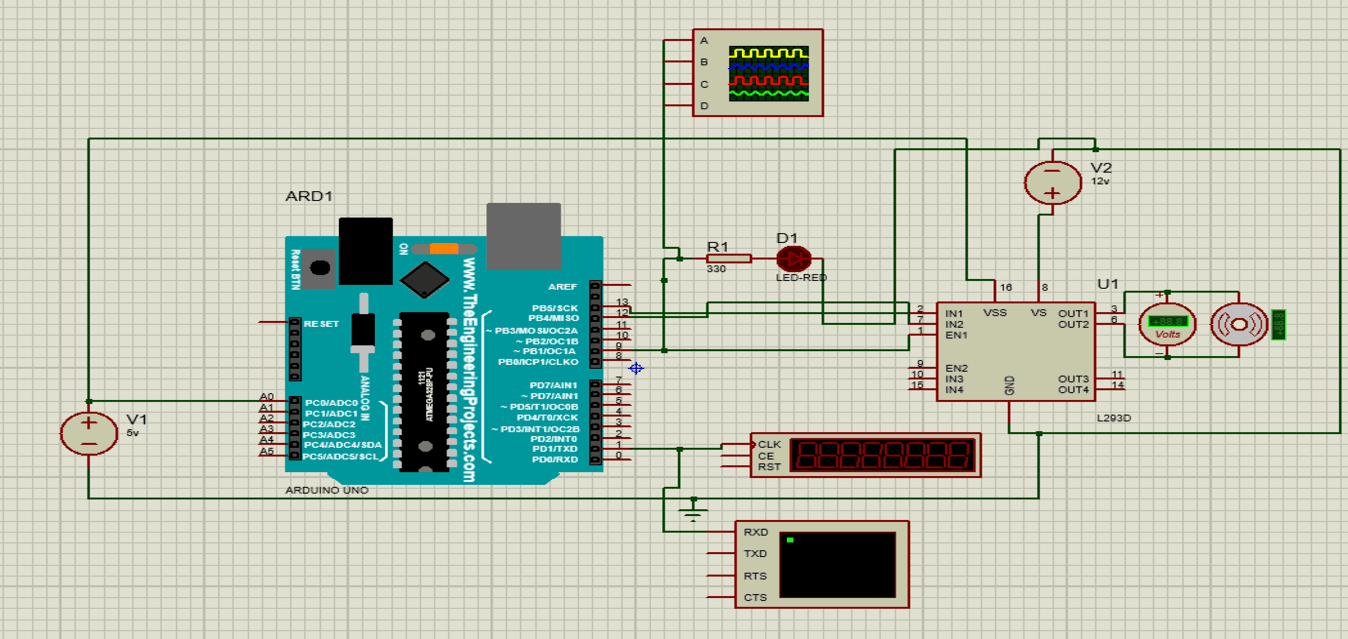 A
B
C
D
V2
12v
ARD1
ON
Reset BTN
www.TheEngineeringProjects.com
R1
330
D1
LED-RED
AREF
PB5/SCK 13
PB4/MISO 12
~ PB3/MOSI/OC2A 11
~ PB2/OC1B 10
~ PB1/OC1A 9
PB0/ICP1/CLKO 8
RESET
1121
ATMEGA328P-PU
ANALOG IN
PD7/AIN1 7
~ PD7/AIN1 6
~ PD5/T1/OC0B 5
PD4/T0/XCK 4
~ PD3/INT1/OC2B 3
PD2/INT0 2
PD1/TXD 1
PD0/RXD 0
A0 PC0/ADC0
A1 PC1/ADC1
A2 PC2/ADC2
A3 PC3/ADC3
A4 PC4/ADC4/SDA
A5 PC5/ADC5/SCL
ARDUINO UNO
V1
5v
U1
16 8
VSS VS OUT1 3
OUT2 6
2 IN1
7 IN2
1 EN1
9 EN2
10 IN3
15 IN4
OUT3 11
OUT4 14
GND
L293D
+
Volts
CLK
CE
RST
RXD
TXD
RTS
CTS